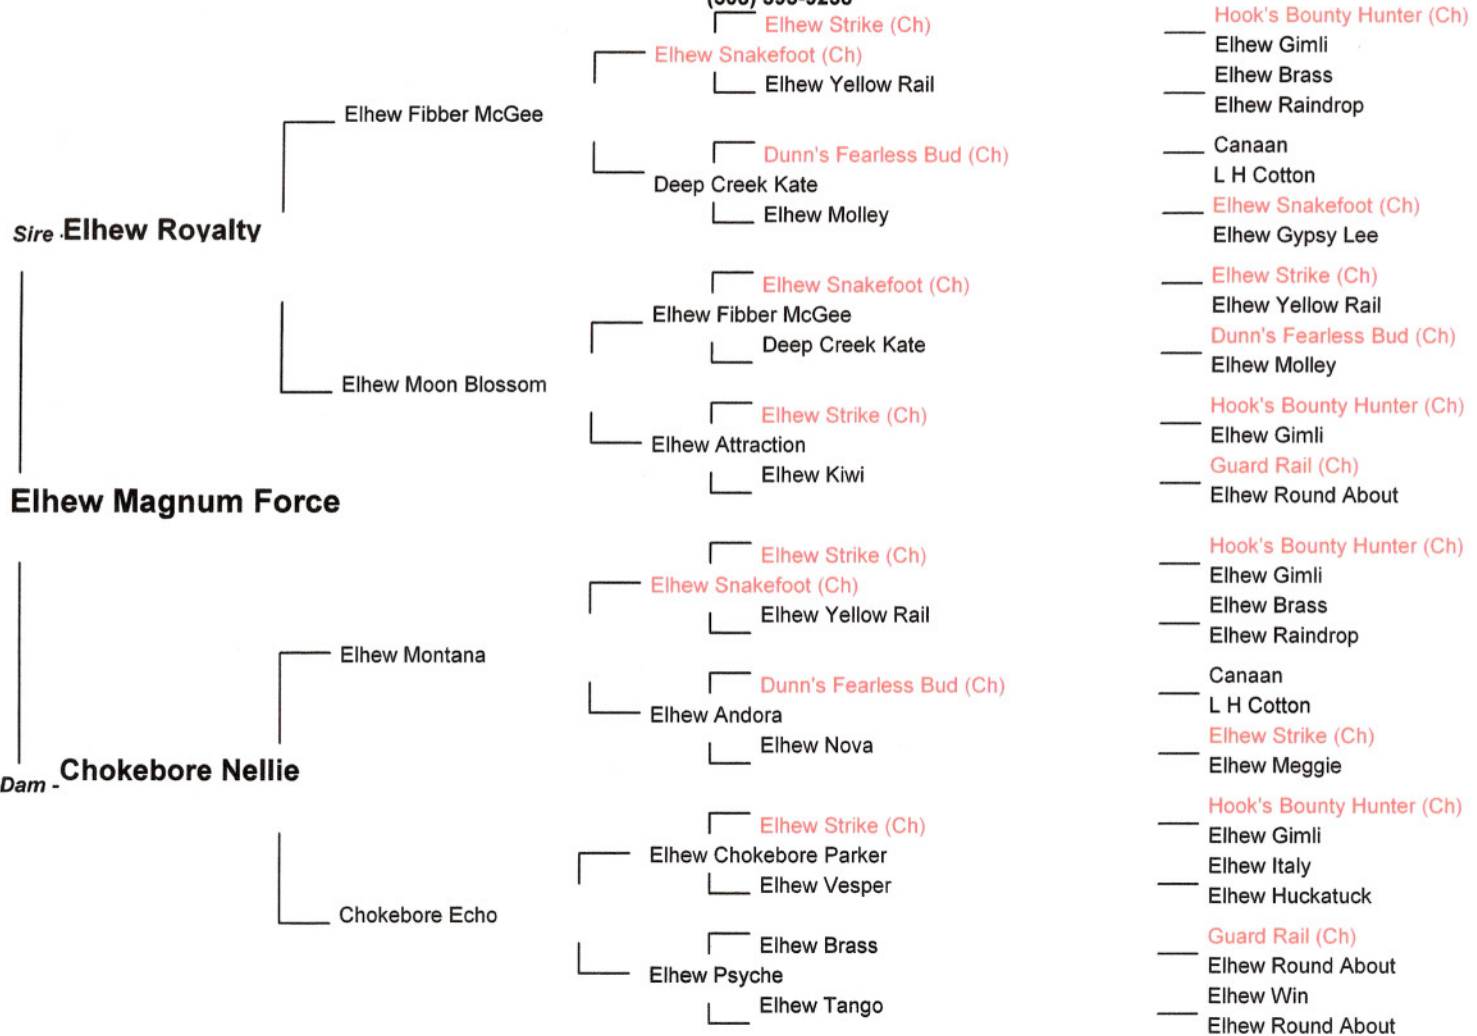 Elhew Strike (Ch)
Elhew Snakefoot (Ch)
Elhew Yellow Rail
Elhew Fibber McGee
Dunn's Fearless Bud (Ch)
Deep Creek Kate
Elhew Molley
Sire - Elhew Royalty
Elhew Snakefoot (Ch)
Elhew Fibber McGee
Deep Creek Kate
Elhew Moon Blossom
Elhew Strike (Ch)
Elhew Attraction
Elhew Kiwi
Elhew Magnum Force
Elhew Strike (Ch)
Elhew Snakefoot (Ch)
Elhew Yellow Rail
Elhew Montana
Dunn's Fearless Bud (Ch)
Elhew Andora
Elhew Nova
Dam - Chokebore Nellie
Elhew Strike (Ch)
Elhew Chokebore Parker
Elhew Vesper
Chokebore Echo
Elhew Brass
Elhew Psyche
Elhew Tango
Hook's Bounty Hunter (Ch)
Elhew Gimli
Elhew Brass
Elhew Raindrop
Canaan
L H Cotton
Elhew Snakefoot (Ch)
Elhew Gypsy Lee
Elhew Strike (Ch)
Elhew Yellow Rail
Dunn's Fearless Bud (Ch)
Elhew Molley
Hook's Bounty Hunter (Ch)
Elhew Gimli
Guard Rail (Ch)
Elhew Round About
Hook's Bounty Hunter (Ch)
Elhew Gimli
Elhew Brass
Elhew Raindrop
Canaan
L H Cotton
Elhew Strike (Ch)
Elhew Meggie
Hook's Bounty Hunter (Ch)
Elhew Gimli
Elhew Italy
Elhew Huckatuck
Guard Rail (Ch)
Elhew Round About
Elhew Win
Elhew Round About